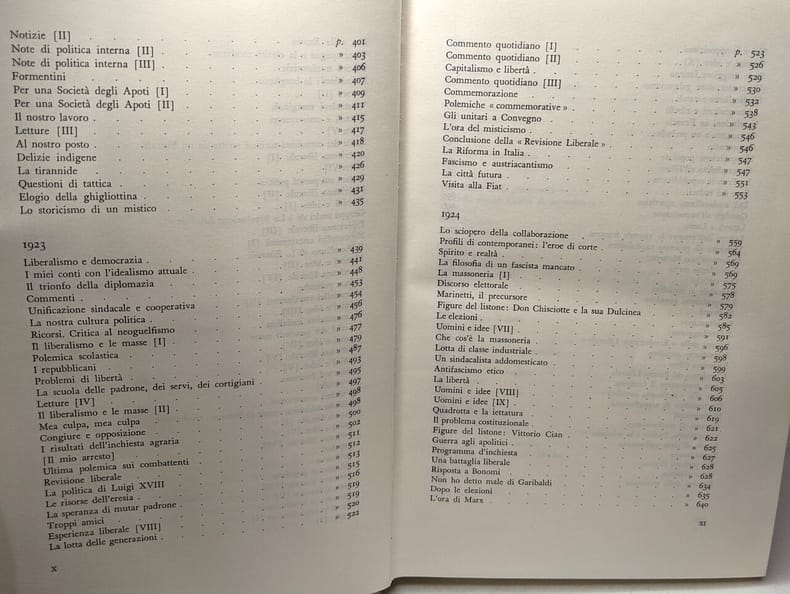 Notizie [II] p. 401
Note di politica interna [II] » 403
Note di politica interna [III] » 406
Formentini » 407
Per una Società degli Apoti [I] » 409
Per una Società degli Apoti [II] » 411
Il nostro lavoro » 415
Letture [III] » 417
Al nostro posto » 418
Delizie indigene » 420
La tirannide » 426
Questioni di tattica » 429
Elogio della ghigliottina » 431
Lo storicismo di un mistico » 435
1923
Liberalismo e democrazia » 439
I miei conti con l'idealismo attuale » 441
Il trionfo della diplomazia » 448
Commenti » 453
Unificazione sindacale e cooperativa » 454
La nostra cultura politica » 456
Ricorsi. Critica al neoguelfismo » 476
Il liberalismo e le masse [I] » 477
Polemica scolastica » 479
I repubblicani » 487
Problemi di libertà » 493
La scuola delle padrone, dei servi, dei cortigiani » 495
Letture [IV] » 497
Il liberalismo e le masse [II] » 498
Mea culpa, mea culpa » 498
Congiure e opposizione » 500
I risultati dell'inchiesta agraria » 502
[Il mio arresto] » 511
Ultima polemica sui combattenti » 512
Revisione liberale » 513
La politica di Luigi XVIII » 515
Le risorse dell'eresia » 516
La speranza di mutar padrone » 519
Troppi amici » 519
Esperienza liberale [VIII] » 520
La lotta delle generazioni » 522
X
Commento quotidiano [I] p. 523
Commento quotidiano [II] » 526
Capitalismo e libertà » 529
Commento quotidiano [III] » 530
Commemorazione » 532
Polemiche « commemorative » » 538
Gli unitari a Convegno » 543
L'ora del misticismo » 546
Conclusione della « Revisione Liberale » » 546
La Riforma in Italia » 547
Fascismo e austriacantismo » 547
La città futura » 551
Visita alla Fiat » 553
1924
Lo sciopero della collaborazione » 559
Profili di contemporanei: l'eroe di corte » 564
Spirito e realtà » 569
La filosofia di un fascista mancato » 569
La massoneria [I] » 575
Discorso elettorale » 578
Marinetti, il precursore » 579
Figure del listone: Don Chisciotte e la sua Dulcinea » 582
Le elezioni » 585
Uomini e idee [VII] » 591
Che cos'è la massoneria » 596
Lotta di classe industriale » 598
Un sindacalista addomesticato » 599
Antifascismo etico » 603
La libertà » 605
Uomini e idee [VIII] » 606
Uomini e idee [IX] » 610
Quadrotta e la iettatura » 619
Il problema costituzionale » 621
Figure del listone: Vittorio Cian » 622
Guerra agli apolitici » 625
Programma d'inchiesta » 627
Una battaglia liberale » 628
Risposta a Bonomi » 628
Non ho detto male di Garibaldi » 634
Dopo le elezioni » 635
L'ora di Marx » 640
XI